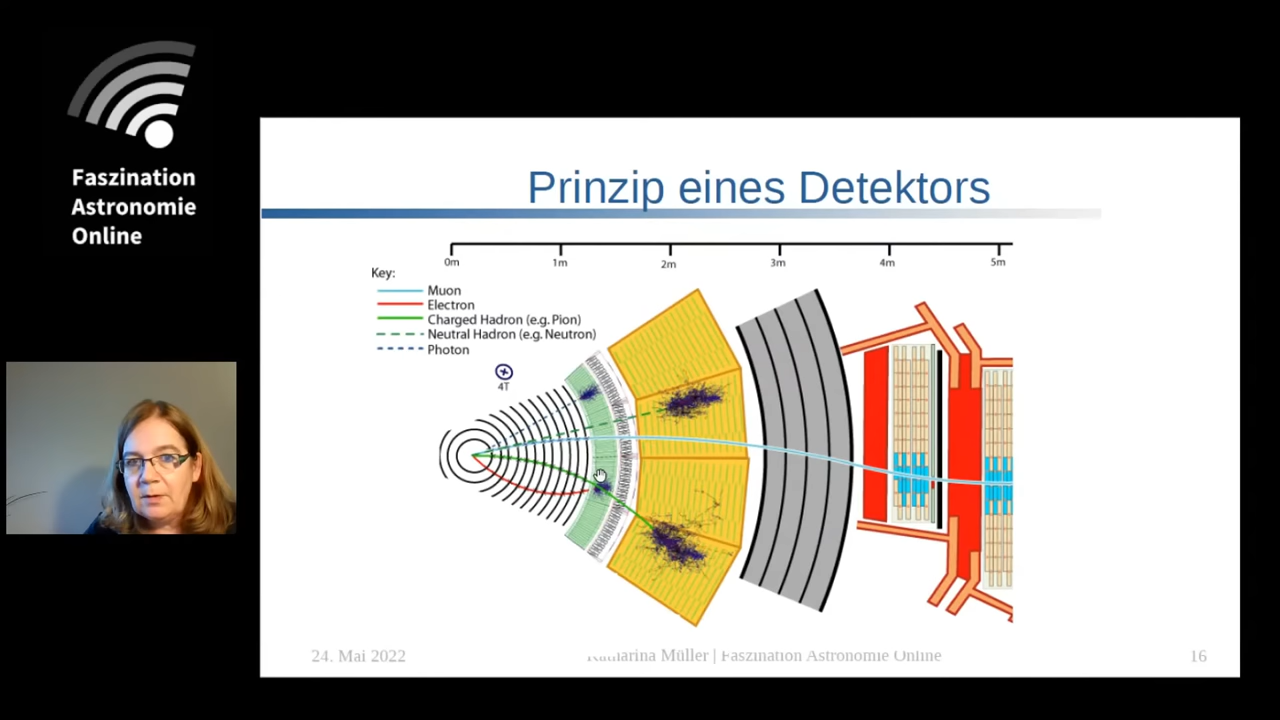 Faszination
Astronomie
Online
Prinzip eines Detektors
0m 1m 2m 3m 4m 5m
Key:
Muon
Electron
Charged Hadron (e.g. Pion)
Neutral Hadron (e.g. Neutron)
Photon
4T
24. Mai 2022
Katharina Müller | Faszination Astronomie Online
16